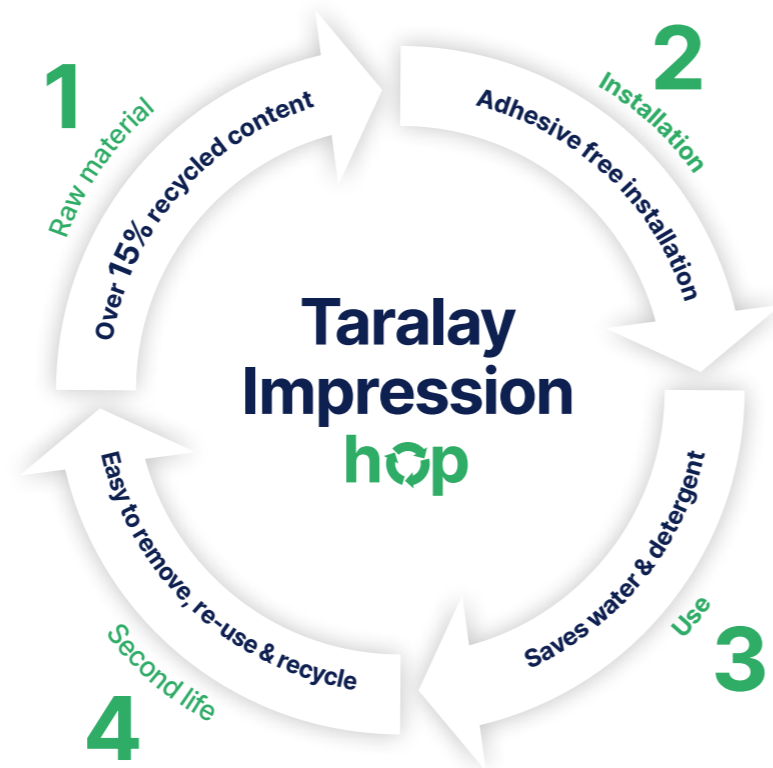 1
Raw material
Over 15% recycled content
2
Installation
Adhesive free installation
Taralay
Impression
hop
3
Use
Saves water & detergent
4
Second life
Easy to remove, re-use & recycle